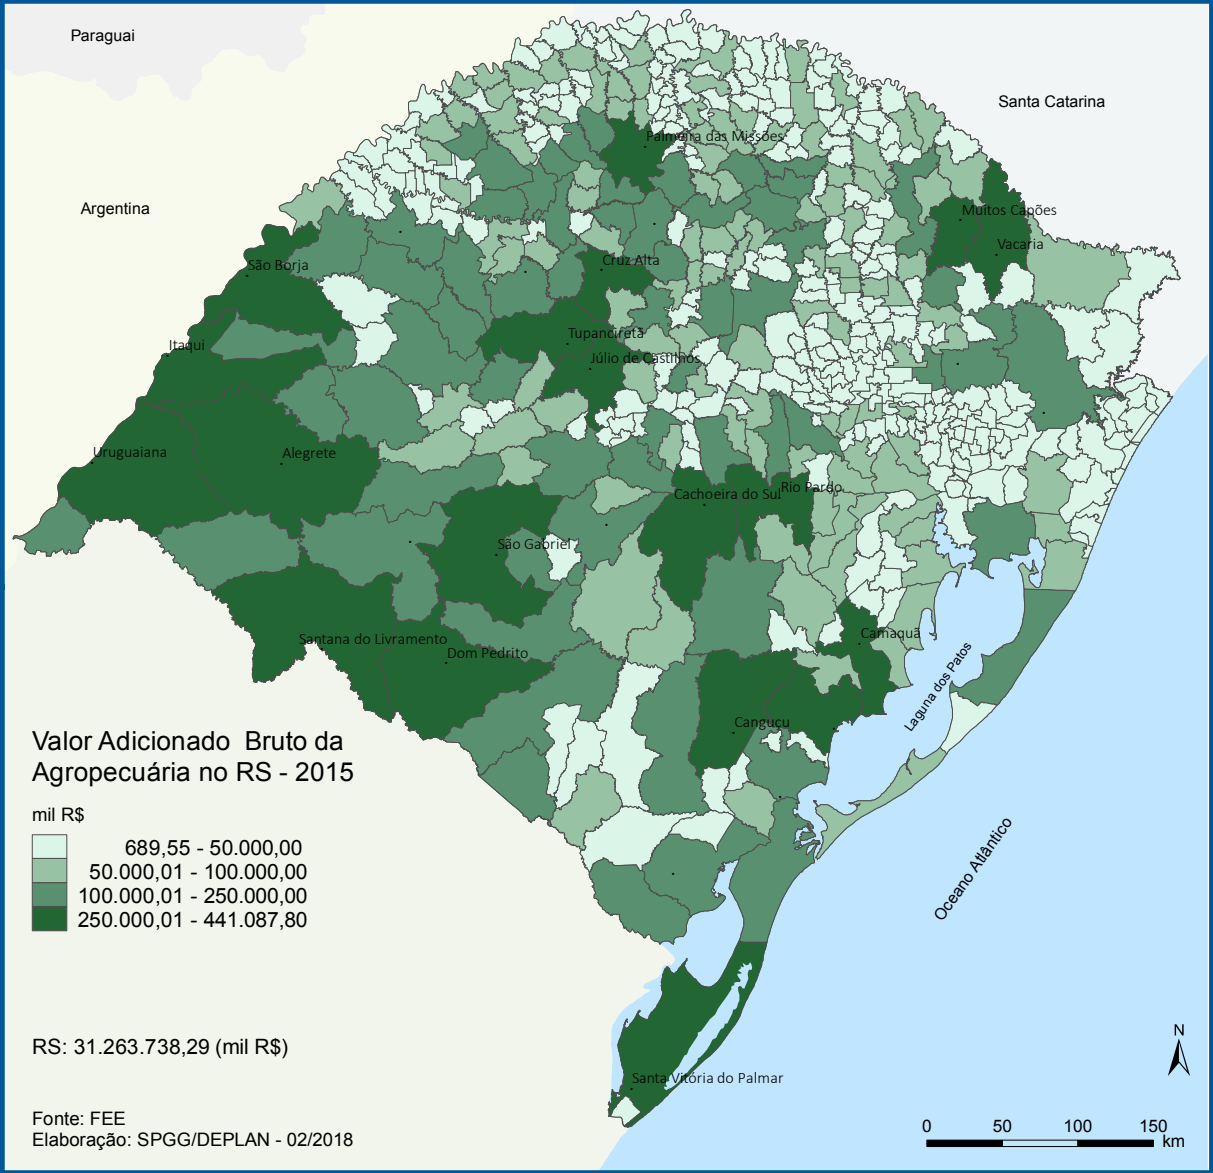 Paraguai
Santa Catarina
Argentina
Palmeira das Missões
Muitos Capões
Vacaria
São Borja
Cruz Alta
Itaqui
Tupanciretã
Júlio de Castilhos
Uruguaiana
Alegrete
Cachoeira do Sul
Rio Pardo
São Gabriel
Santana do Livramento
Dom Pedrito
Camaquã
Canguçu
Laguna dos Patos
Oceano Atlântico
Santa Vitória do Palmar
Valor Adicionado Bruto da
Agropecuária no RS - 2015
mil R$
689,55 - 50.000,00
50.000,01 - 100.000,00
100.000,01 - 250.000,00
250.000,01 - 441.087,80
RS: 31.263.738,29 (mil R$)
Fonte: FEE
Elaboração: SPGG/DEPLAN - 02/2018
N
0 50 100 150
km